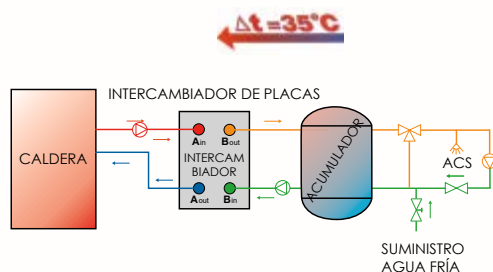 Δt =35°C
INTERCAMBIADOR DE PLACAS
CALDERA
Ain
Bout
INTERCAM
BIADOR
Aout
Bin
ACUMULADOR
ACS
SUMINISTRO
AGUA FRÍA